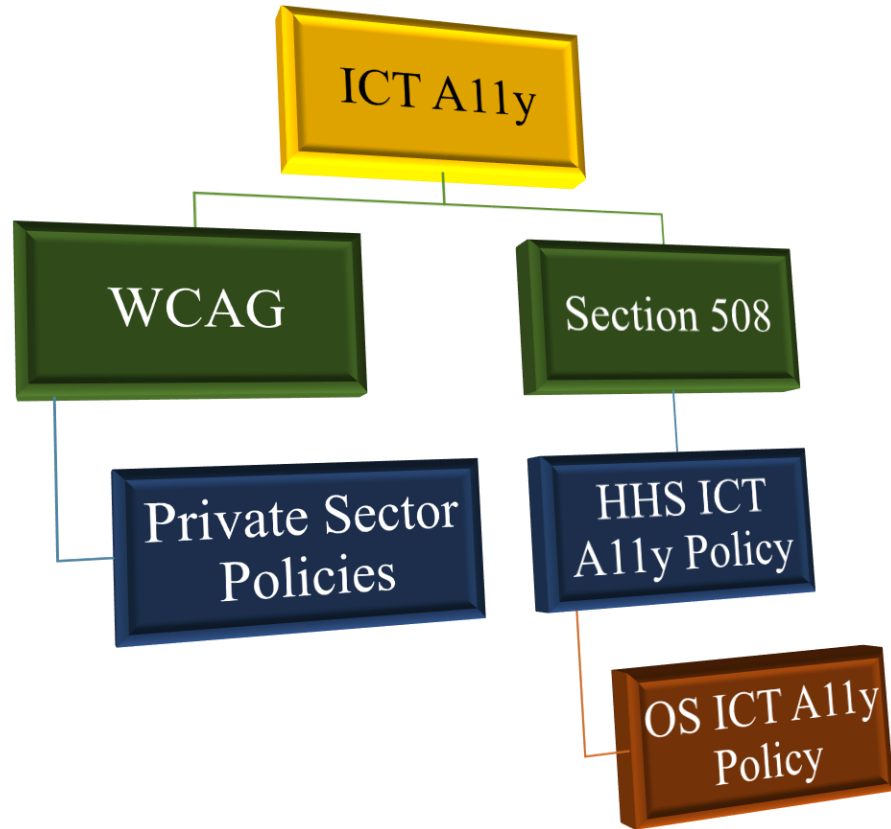 ICT A11y
WCAG
Section 508
Private Sector
Policies
HHS ICT
A11y Policy
OS ICT A11y
Policy